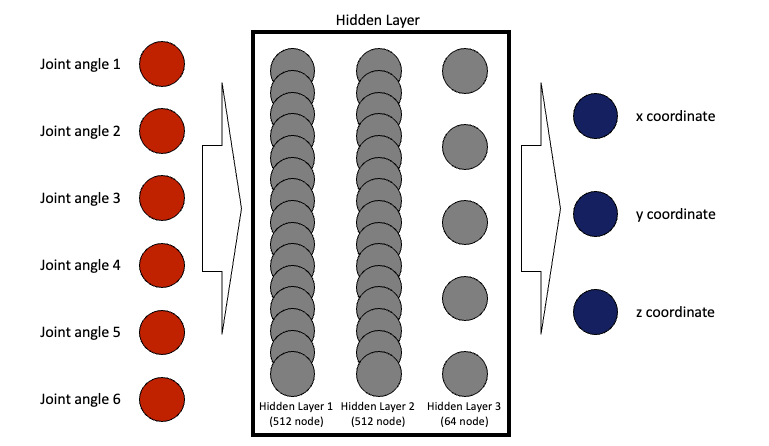 Hidden Layer
Joint angle 1
Joint angle 2
Joint angle 3
Joint angle 4
Joint angle 5
Joint angle 6
Hidden Layer 1
(512 node)
Hidden Layer 2
(512 node)
Hidden Layer 3
(64 node)
x coordinate
y coordinate
z coordinate